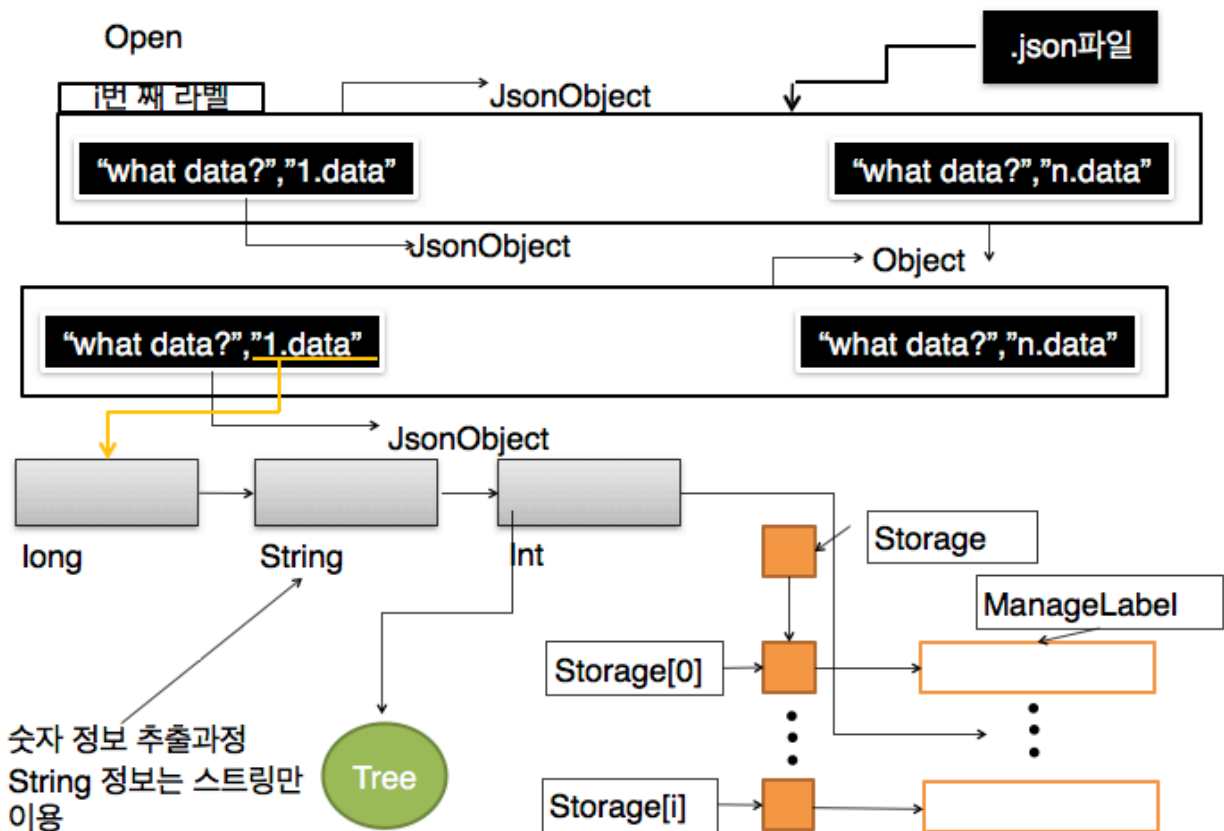 Open
.json파일
i번 째 라벨
JsonObject
“what data?”,”1.data”
“what data?”,”n.data”
JsonObject
Object
“what data?”,”1.data”
“what data?”,”n.data”
JsonObject
long
String
Int
Storage
ManageLabel
Storage[0]
숫자 정보 추출과정
String 정보는 스트링만
이용
Tree
Storage[i]